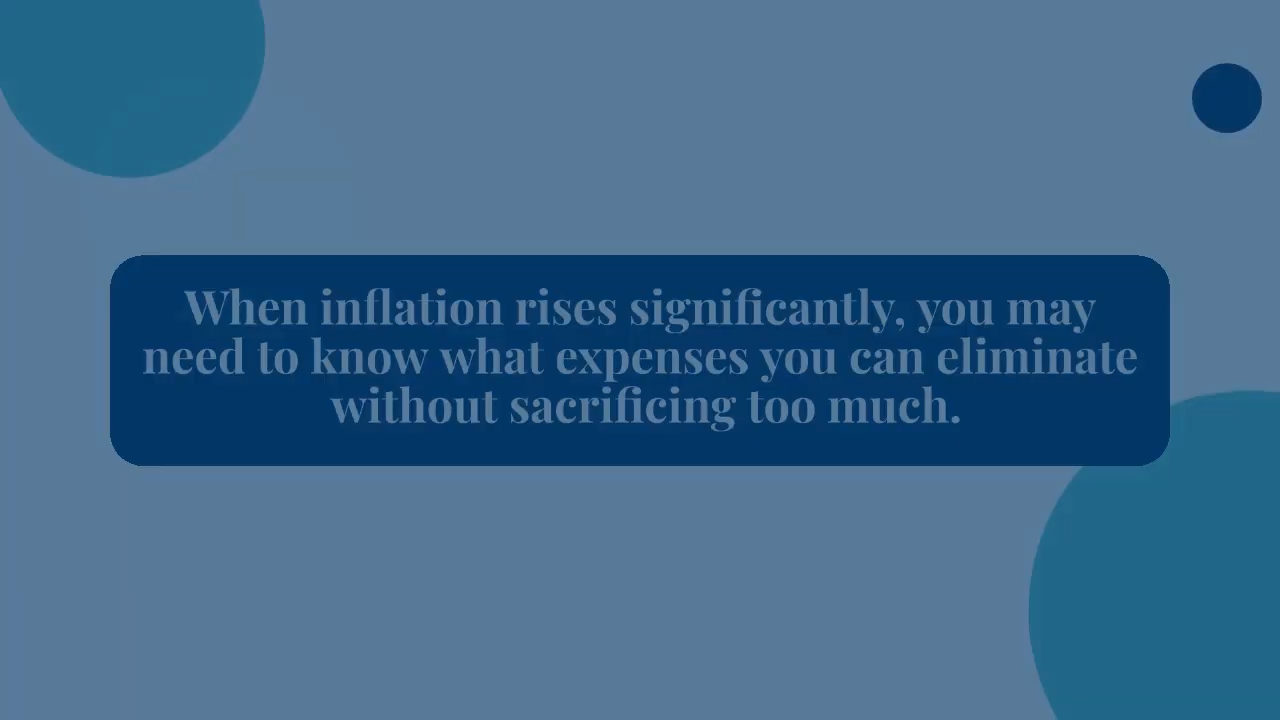 When inflation rises significantly, you may
need to know what expenses you can eliminate
without sacrificing too much.